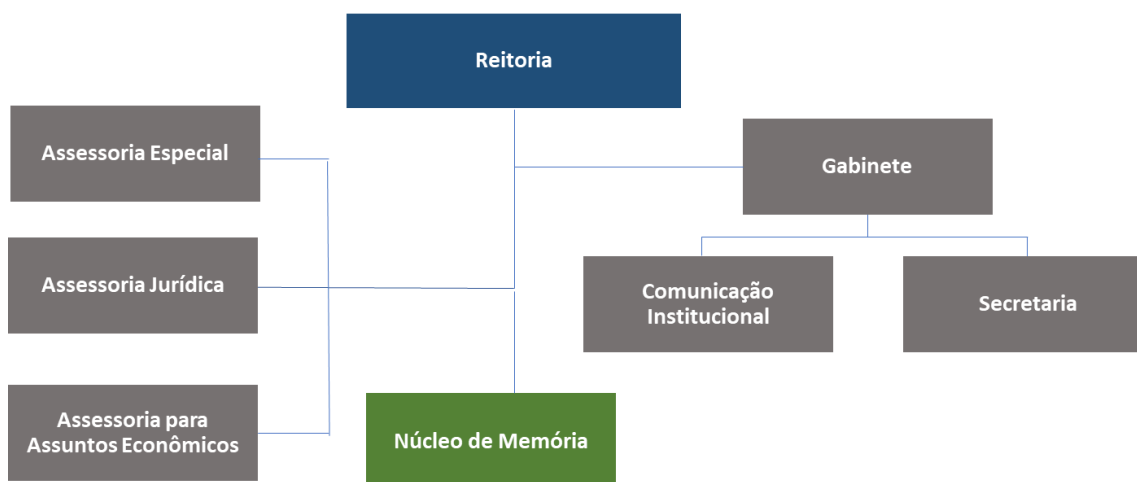 Reitoria
Assessoria Especial
Gabinete
Assessoria Jurídica
Comunicação
Institucional
Secretaria
Assessoria para
Assuntos Econômicos
Núcleo de Memória